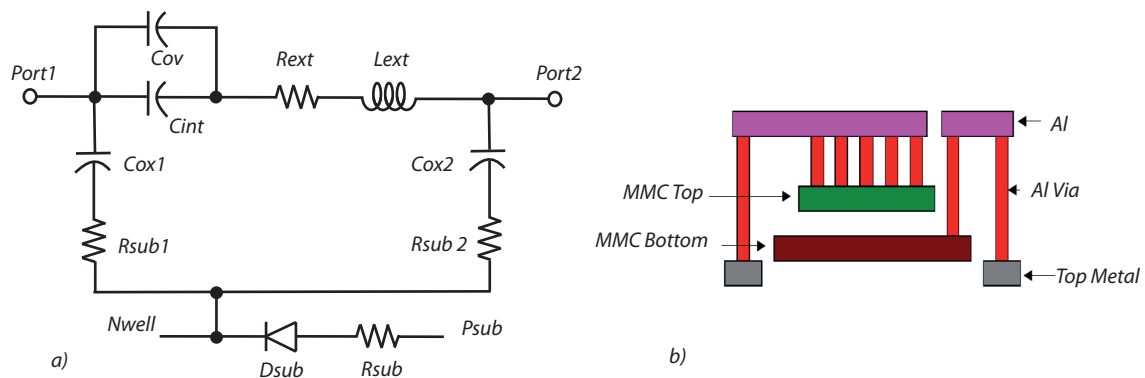 Cov
Port1
Rext
Lext
Port2
Cint
Cox1
Cox2
Rsub1
Rsub 2
Nwell
Psub
Dsub
Rsub
a)
Al
MMC Top
Al Via
MMC Bottom
Top Metal
b)